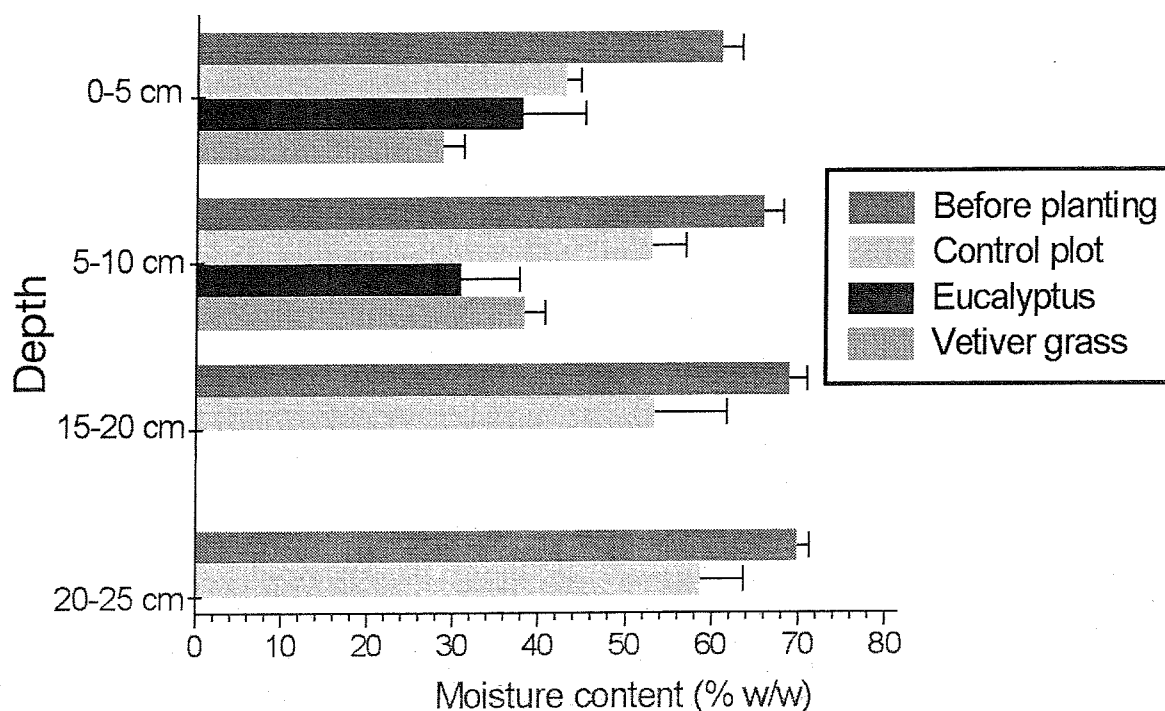 0-5 cm
5-10 cm
15-20 cm
20-25 cm
Depth
0 10 20 30 40 50 60 70 80
Moisture content (% w/w)
Before planting
Control plot
Eucalyptus
Vetiver grass